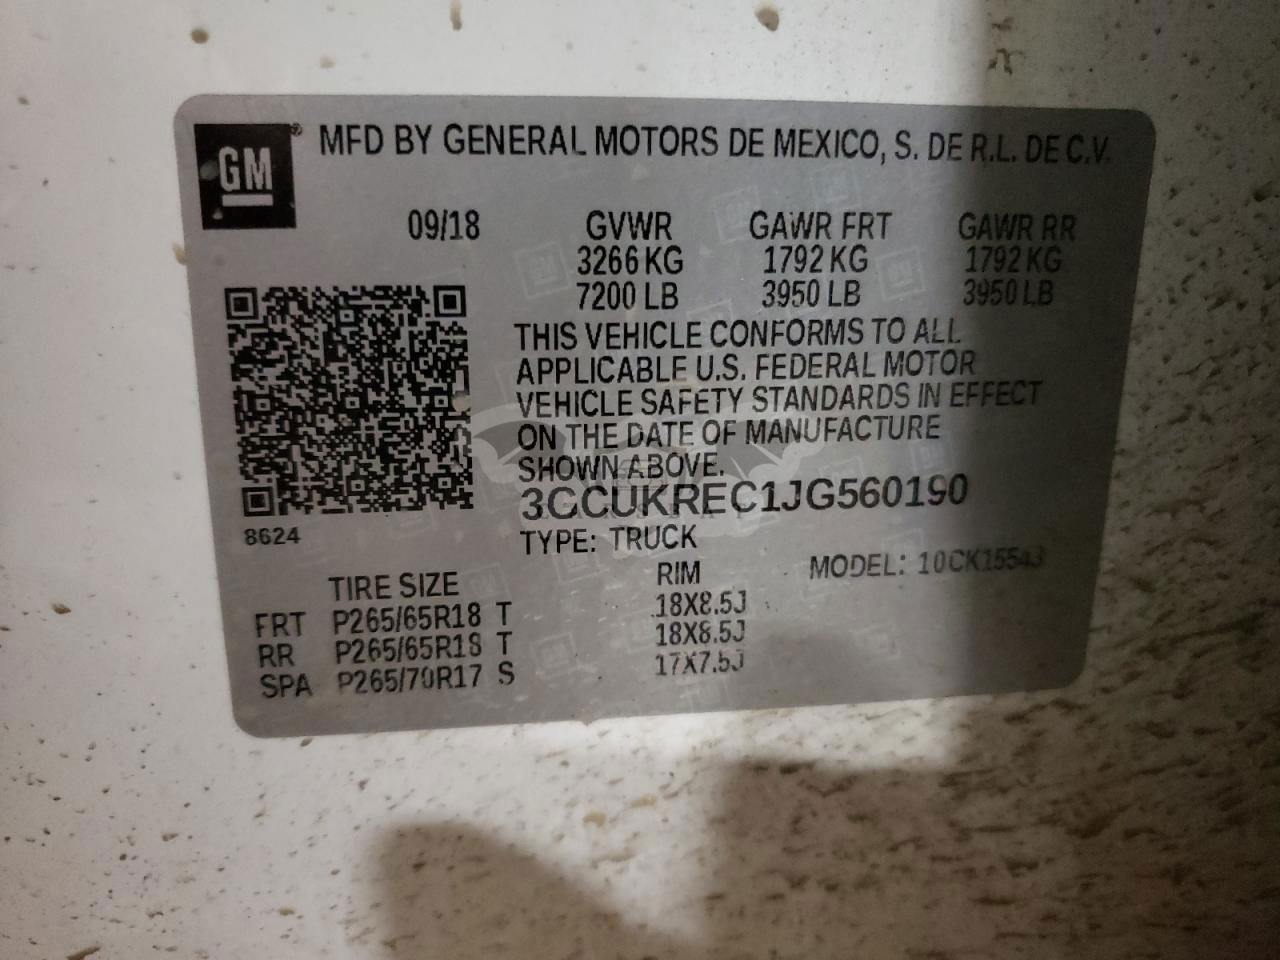 GM® MFD BY GENERAL MOTORS DE MEXICO, S. DE R.L. DE C.V.
09/18 GVWR GAWR FRT GAWR RR
3266 KG 1792 KG 1792 KG
7200 LB 3950 LB 3950 LB
THIS VEHICLE CONFORMS TO ALL
APPLICABLE U.S. FEDERAL MOTOR
VEHICLE SAFETY STANDARDS IN EFFECT
ON THE DATE OF MANUFACTURE
SHOWN ABOVE.
3GCUKREC1JG560190
8624
TYPE: TRUCK
MODEL: 10CK15543
TIRE SIZE RIM
FRT P265/65R18 T 18X8.5J
RR P265/65R18 T 18X8.5J
SPA P265/70R17 S 17X7.5J